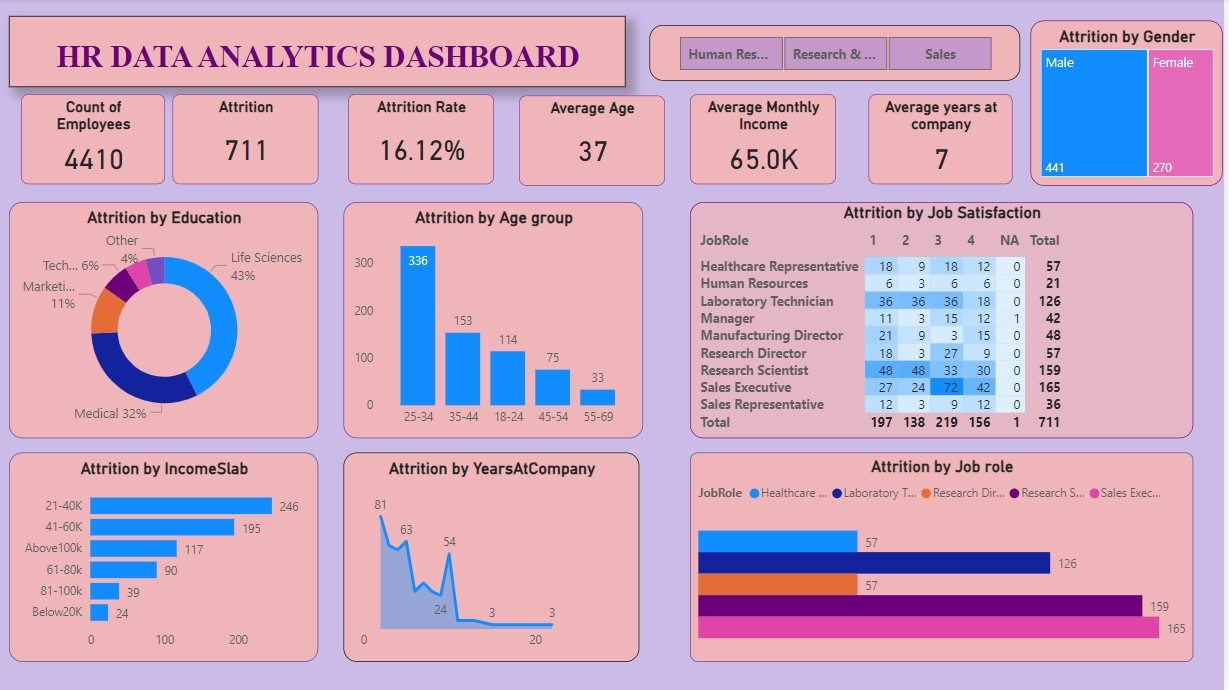 HR DATA ANALYTICS DASHBOARD
Human Res... Research & ... Sales
Attrition by Gender
Male Female
441 270
Count of
Employees
4410
Attrition
711
Attrition Rate
16.12%
Average Age
37
Average Monthly
Income
65.0K
Average years at
company
7
Attrition by Education
Other
4%
Tech... 6%
Marketi...
11%
Life Sciences
43%
Medical 32%
Attrition by Age group
300
200
100
0
336 153 114 75 33
25-34 35-44 18-24 45-54 55-69
Attrition by Job Satisfaction
JobRole 1 2 3 4 NA Total
Healthcare Representative 18 9 18 12 0 57
Human Resources 6 3 6 6 0 21
Laboratory Technician 36 36 36 18 0 126
Manager 11 3 15 12 1 42
Manufacturing Director 21 9 3 15 0 48
Research Director 18 3 27 9 0 57
Research Scientist 48 48 33 30 0 159
Sales Executive 27 24 72 42 0 165
Sales Representative 12 3 9 12 0 36
Total 197 138 219 156 1 711
Attrition by IncomeSlab
21-40K 246
41-60K 195
Above100k 117
61-80k 90
81-100k 39
Below20K 24
0 100 200
Attrition by YearsAtCompany
81
63
54
24
3 3
0 20
Attrition by Job role
JobRole Healthcare ... Laboratory T... Research Dir... Research S... Sales Exec...
57
126
57
159
165